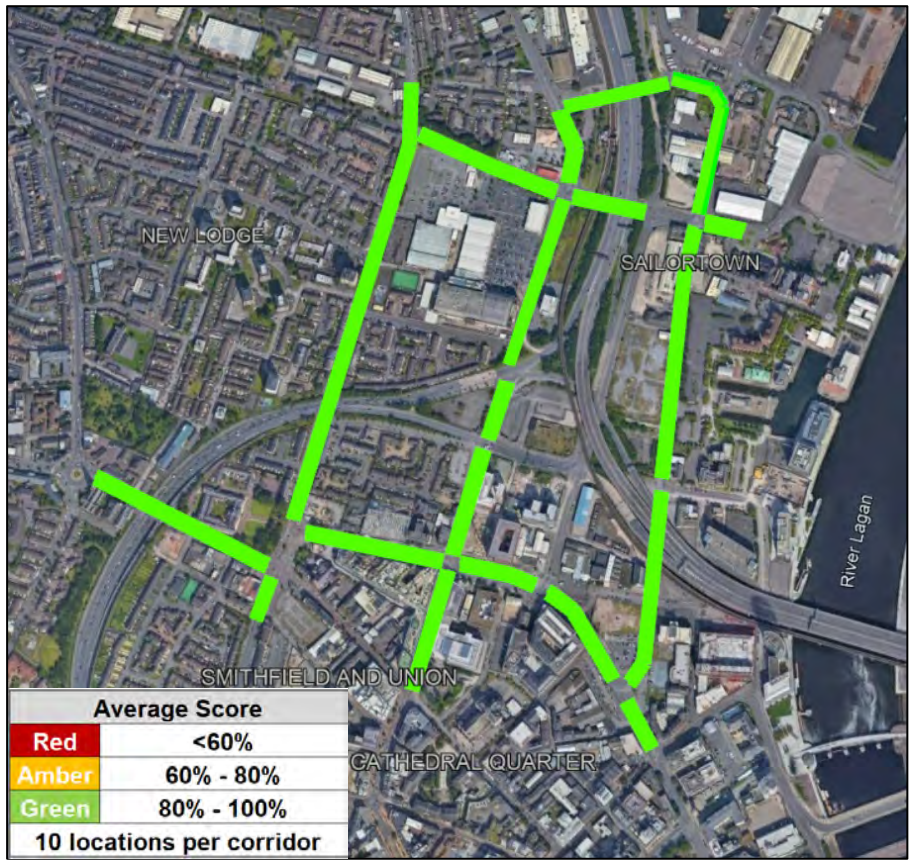 NEW LODGE
SAILORTOWN
River Lagan
SMITHFIELD AND UNION
CATHEDRAL QUARTER
Average Score
Red <60%
Amber 60% - 80%
Green 80% - 100%
10 locations per corridor